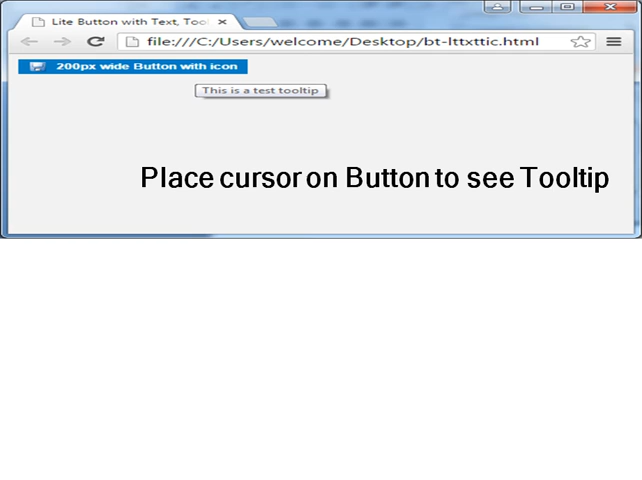 Lite Button with Text, Too
file:///C:/Users/welcome/Desktop/bt-lttxttic.html
200px wide Button with icon
This is a test tooltip
Place cursor on Button to see Tooltip